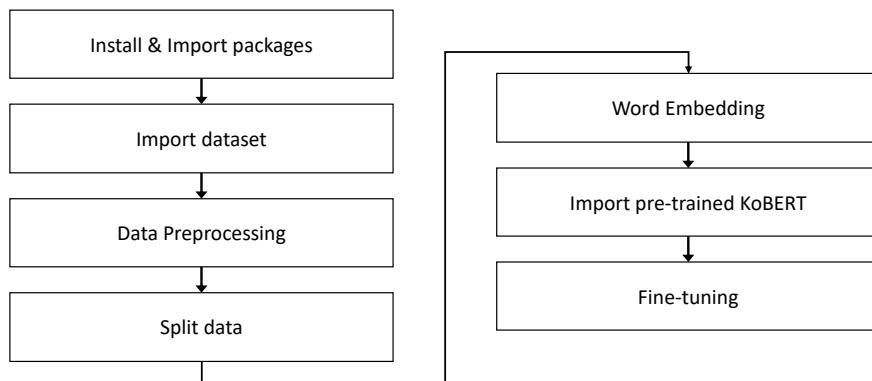 Install & Import packages
Import dataset
Data Preprocessing
Split data
Word Embedding
Import pre-trained KoBERT
Fine-tuning